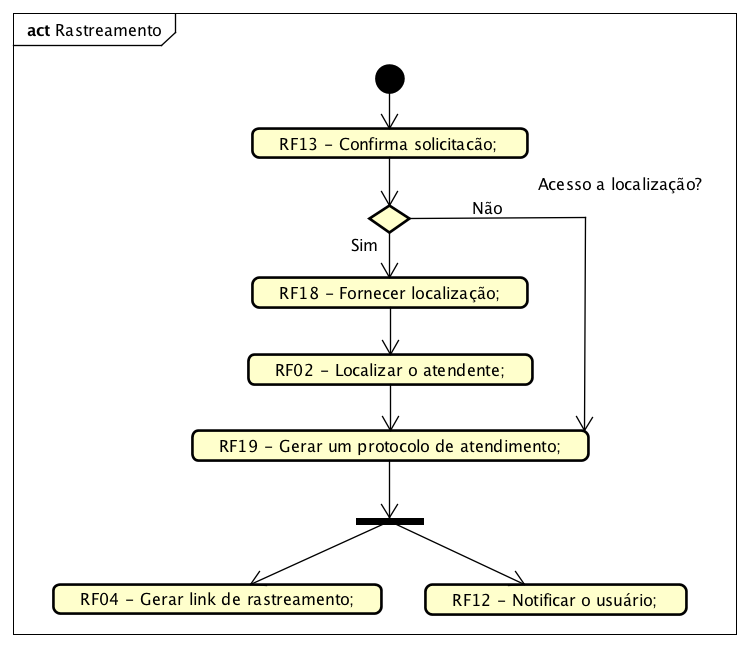 act Rastreamento
RF13 – Confirma solicitacão;
Acesso a localização?
Não
Sim
RF18 – Fornecer localização;
RF02 – Localizar o atendente;
RF19 – Gerar um protocolo de atendimento;
RF04 – Gerar link de rastreamento;
RF12 – Notificar o usuário;